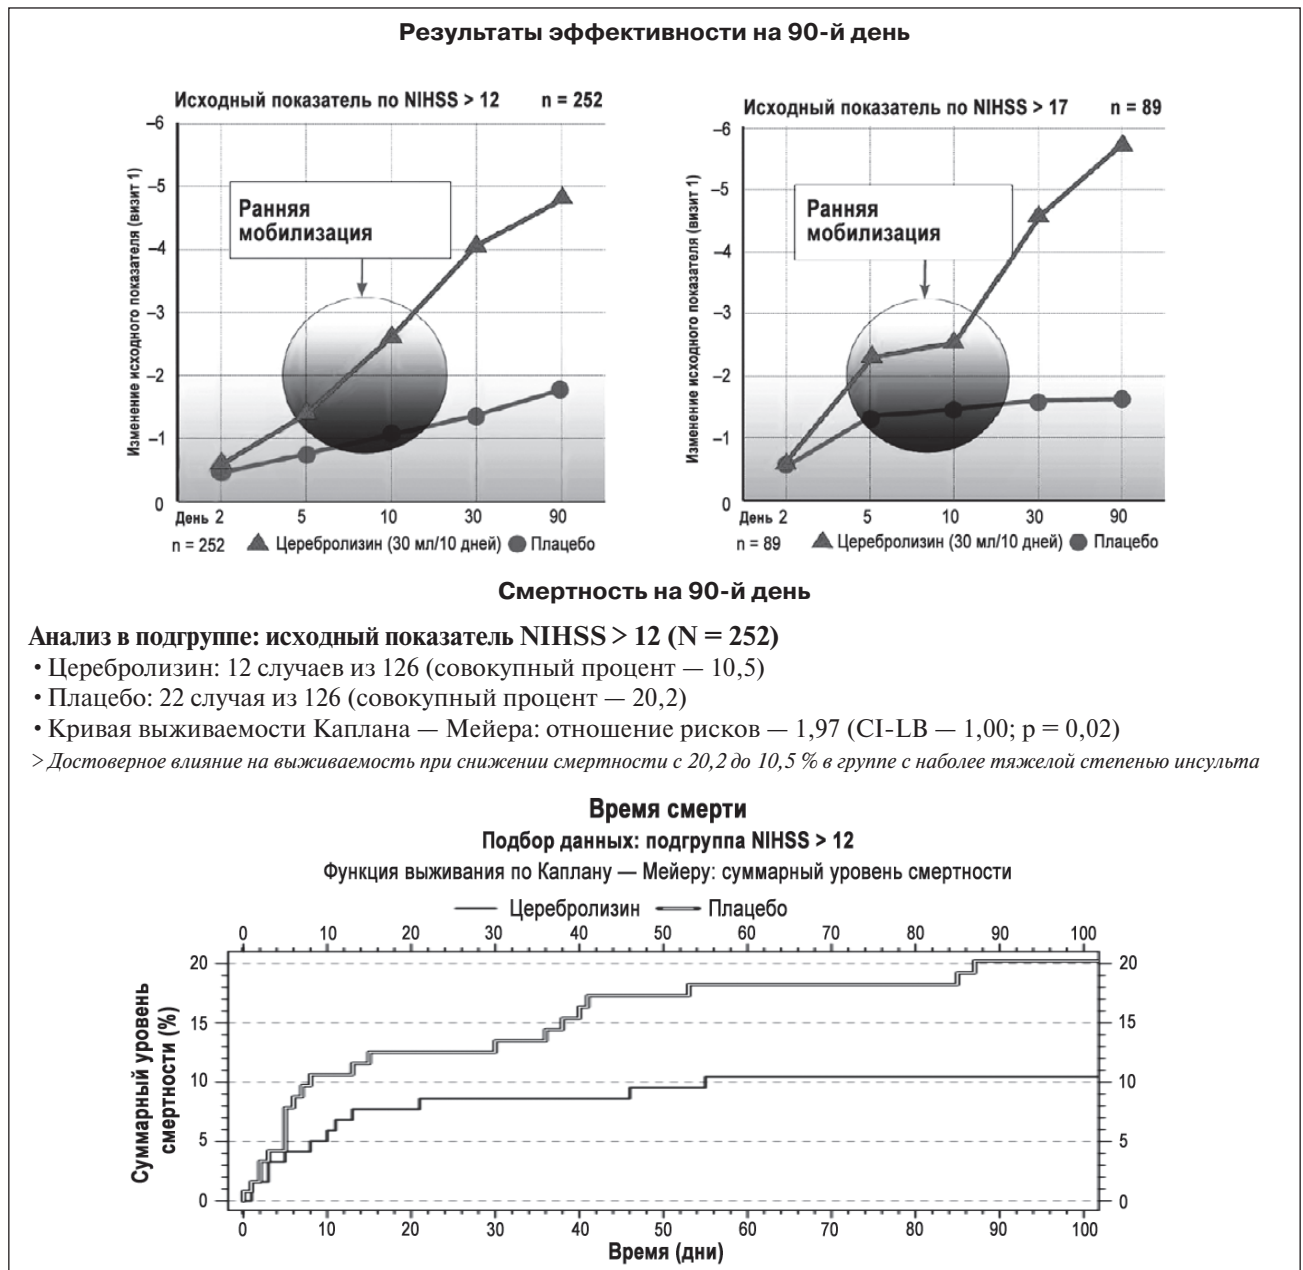 Результаты эффективности на 90-й день
Исходный показатель по NIHSS > 12 n = 252
–6
–5
–4
–3
–2
–1
0
Изменение исходного показателя (визит 1)
Ранняя
мобилизация
День 2 5 10 30 90
n = 252 Церебролизин (30 мл/10 дней) Плацебо
Исходный показатель по NIHSS > 17 n = 89
–6
–5
–4
–3
–2
–1
0
Изменение исходного показателя (визит 1)
Ранняя
мобилизация
День 2 5 10 30 90
n = 89 Церебролизин (30 мл/10 дней) Плацебо
Смертность на 90-й день
Анализ в подгруппе: исходный показатель NIHSS > 12 (N = 252)
• Церебролизин: 12 случаев из 126 (совокупный процент — 10,5)
• Плацебо: 22 случая из 126 (совокупный процент — 20,2)
• Кривая выживаемости Каплана — Мейера: отношение рисков — 1,97 (CI-LB — 1,00; p = 0,02)
> Достоверное влияние на выживаемость при снижении смертности с 20,2 до 10,5 % в группе с наболее тяжелой степенью инсульта
Время смерти
Подбор данных: подгруппа NIHSS > 12
Функция выживания по Каплану — Мейеру: суммарный уровень смертности
Церебролизин Плацебо
0 10 20 30 40 50 60 70 80 90 100
Суммарный уровень
смертности (%)
20 20
15 15
10 10
5 5
0 0
0 10 20 30 40 50 60 70 80 90 100
Время (дни)